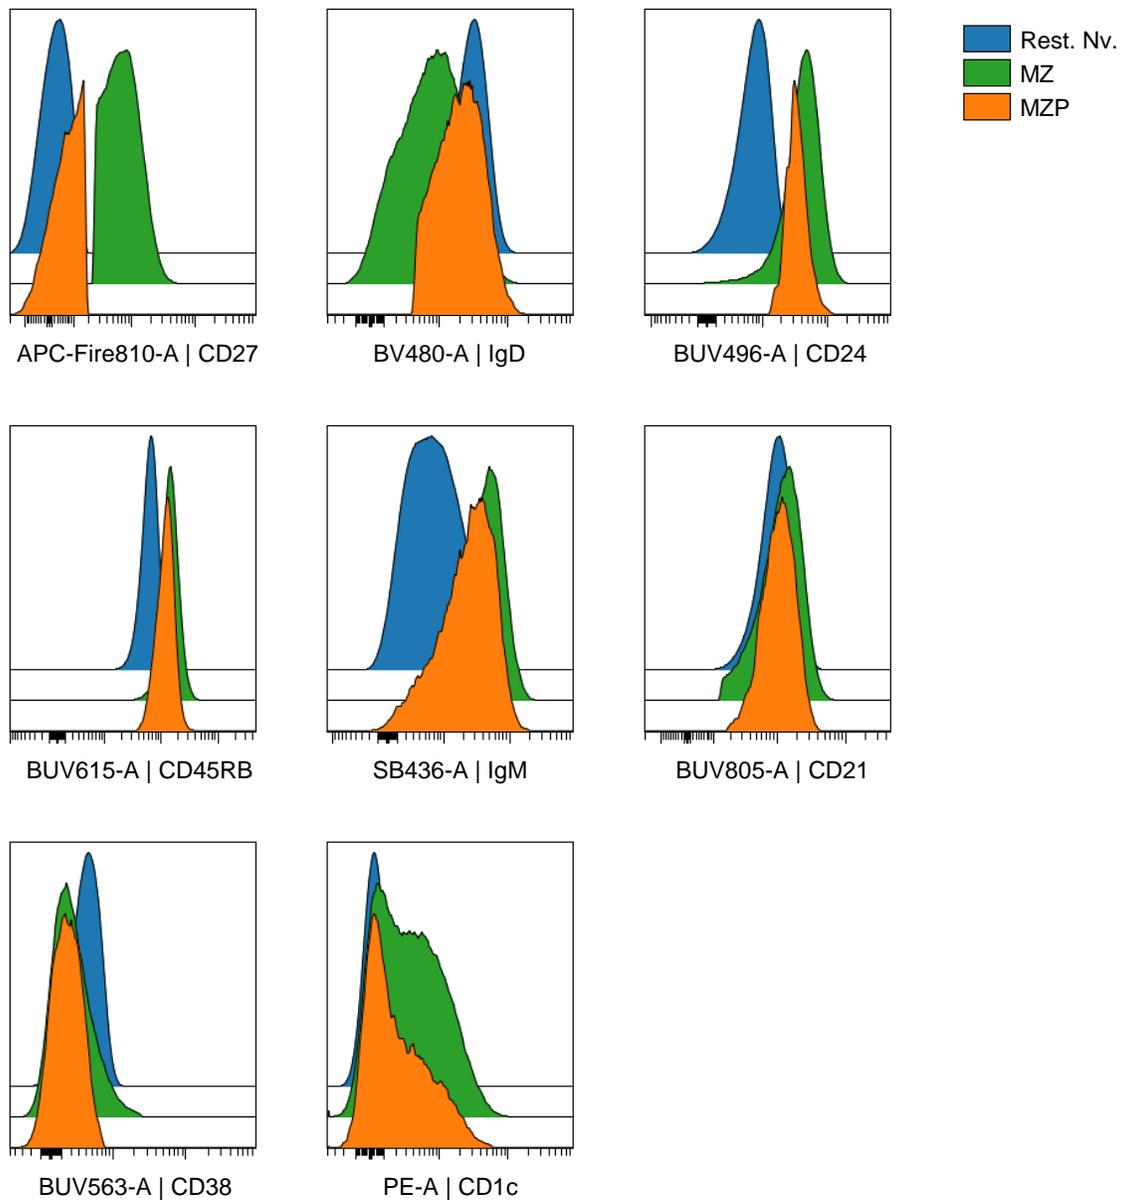 Rest. Nv.
MZ
MZP
APC-Fire810-A | CD27
BV480-A | IgD
BUV496-A | CD24
BUV615-A | CD45RB
SB436-A | IgM
BUV805-A | CD21
BUV563-A | CD38
PE-A | CD1c